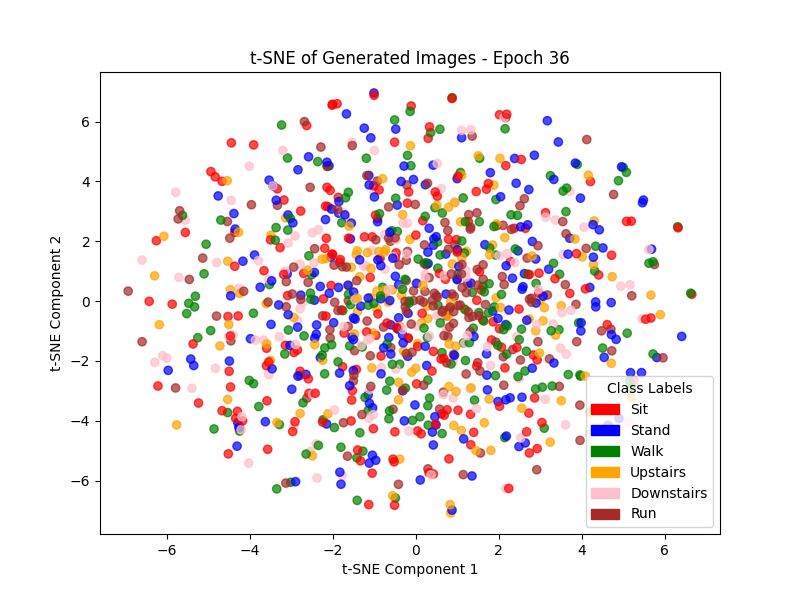 t-SNE of Generated Images - Epoch 36
t-SNE Component 2
6
4
2
0
−2
−4
−6
−6
−4
−2
0
2
4
6
t-SNE Component 1
Class Labels
Sit
Stand
Walk
Upstairs
Downstairs
Run